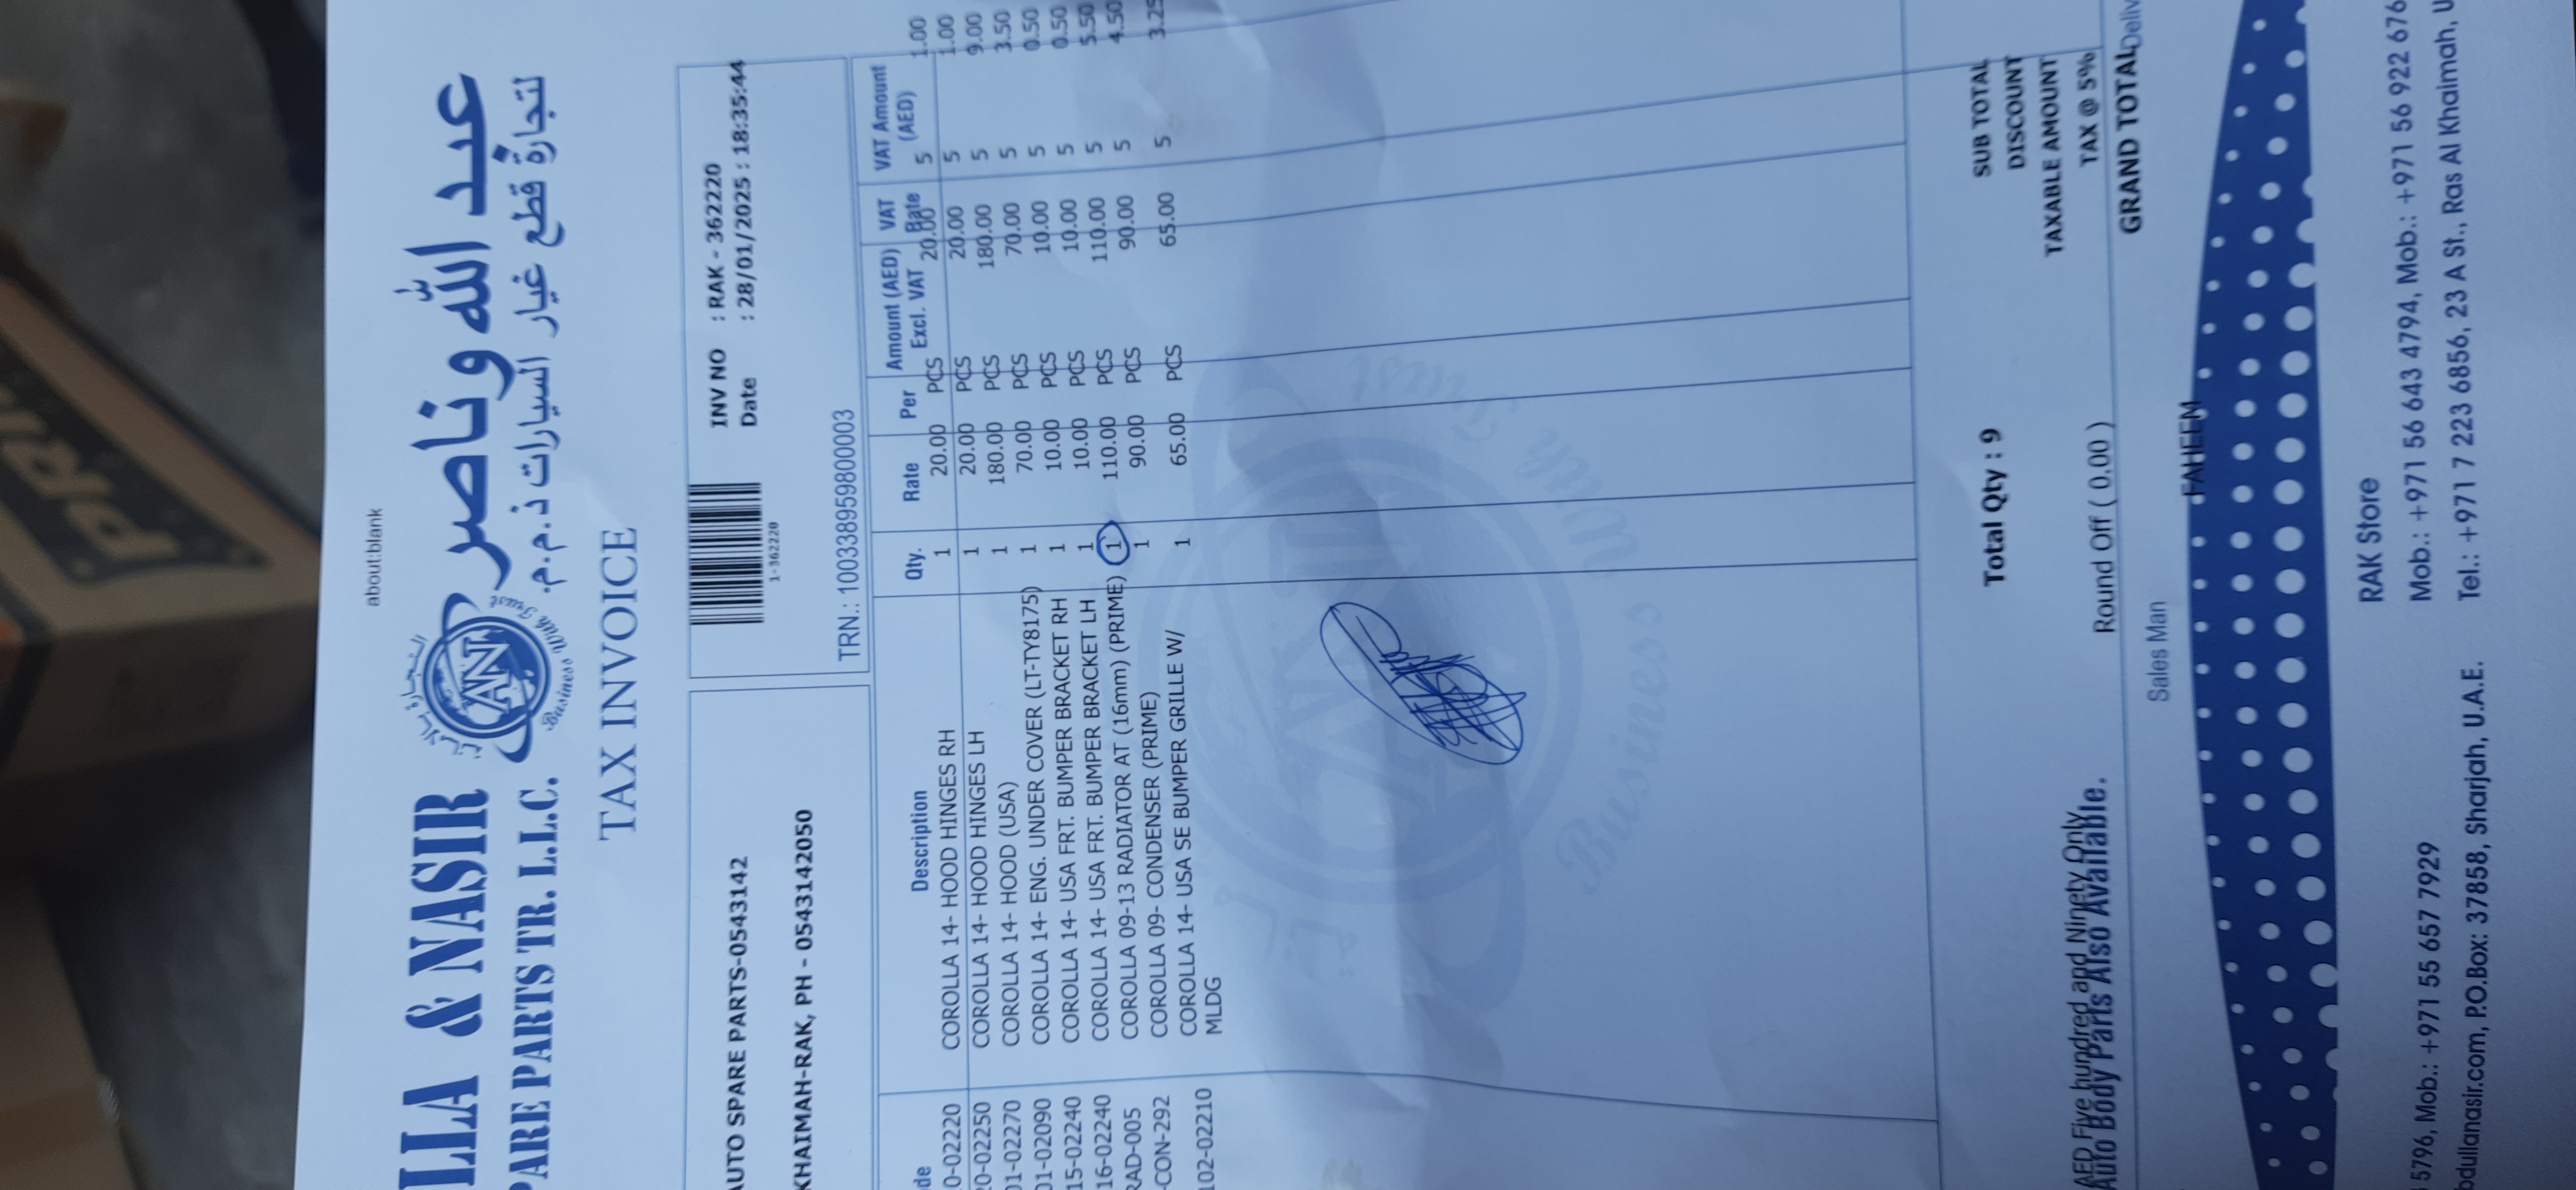 about:blank
LLA & NASIR
عبد الله وناصر
PARE PARTS TR. L.L.C.
لتجارة قطع غيار السيارات ذ.م.م.
AN
Business With Trust
TAX INVOICE
AUTO SPARE PARTS-0543142
KHAIMAH-RAK, PH - 0543142050
INV NO : RAK - 362220
Date : 28/01/2025 : 18:35:44
1-362220
TRN.: 100338959800003
de Description Qty. Rate Per Amount (AED) Excl. VAT VAT Rate VAT Amount (AED)
0-02220 COROLLA 14- HOOD HINGES RH 1 20.00 PCS 20.00 5 1.00
20-02250 COROLLA 14- HOOD HINGES LH 1 20.00 PCS 20.00 5 1.00
01-02270 COROLLA 14- HOOD (USA) 1 180.00 PCS 180.00 5 9.00
01-02090 COROLLA 14- ENG. UNDER COVER (LT-TY8175) 1 70.00 PCS 70.00 5 3.50
15-02240 COROLLA 14- USA FRT. BUMPER BRACKET RH 1 10.00 PCS 10.00 5 0.50
16-02240 COROLLA 14- USA FRT. BUMPER BRACKET LH 1 10.00 PCS 10.00 5 0.50
RAD-005 COROLLA 09-13 RADIATOR AT (16mm) (PRIME) 1 110.00 PCS 110.00 5 5.50
-CON-292 COROLLA 09- CONDENSER (PRIME) 1 90.00 PCS 90.00 5 4.50
102-02210 COROLLA 14- USA SE BUMPER GRILLE W/ 1 65.00 PCS 65.00 5 3.25
MLDG
Business With Trust
Total Qty : 9
SUB TOTAL
DISCOUNT
TAXABLE AMOUNT
AED Five hundred and Ninety Only
Round Off ( 0.00 )
TAX @ 5%
Auto Body Parts Also Available.
GRAND TOTAL
Sales Man
Deliv
FAHEEM
RAK Store
579​6, Mob.: +971 55 657 7929
Mob.: +971 56 643 4794, Mob.: +971 56 922 676
bdullanasir.com, P.O.Box: 37858, Sharjah, U.A.E.
Tel.: +971 7 223 6856, 23 A St., Ras Al Khaimah, U